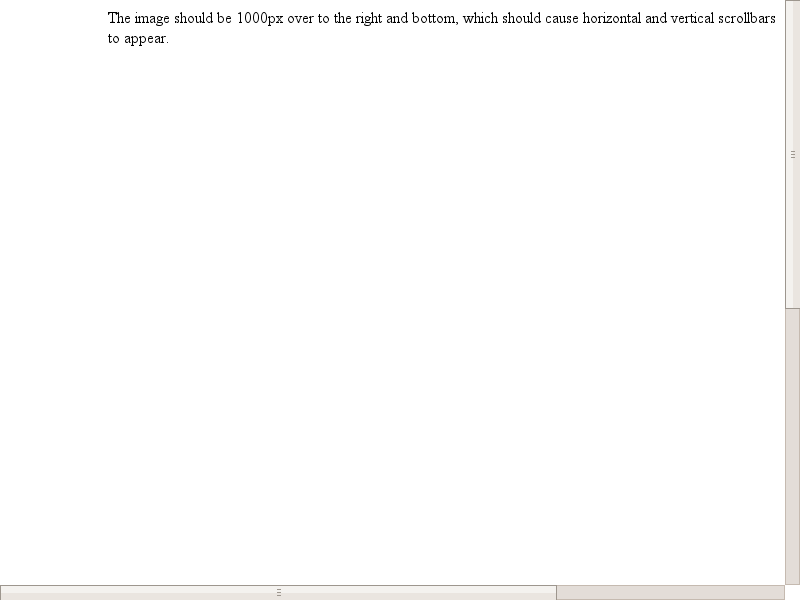 The image should be 1000px over to the right and bottom, which should cause horizontal and vertical scrollbars
to appear.